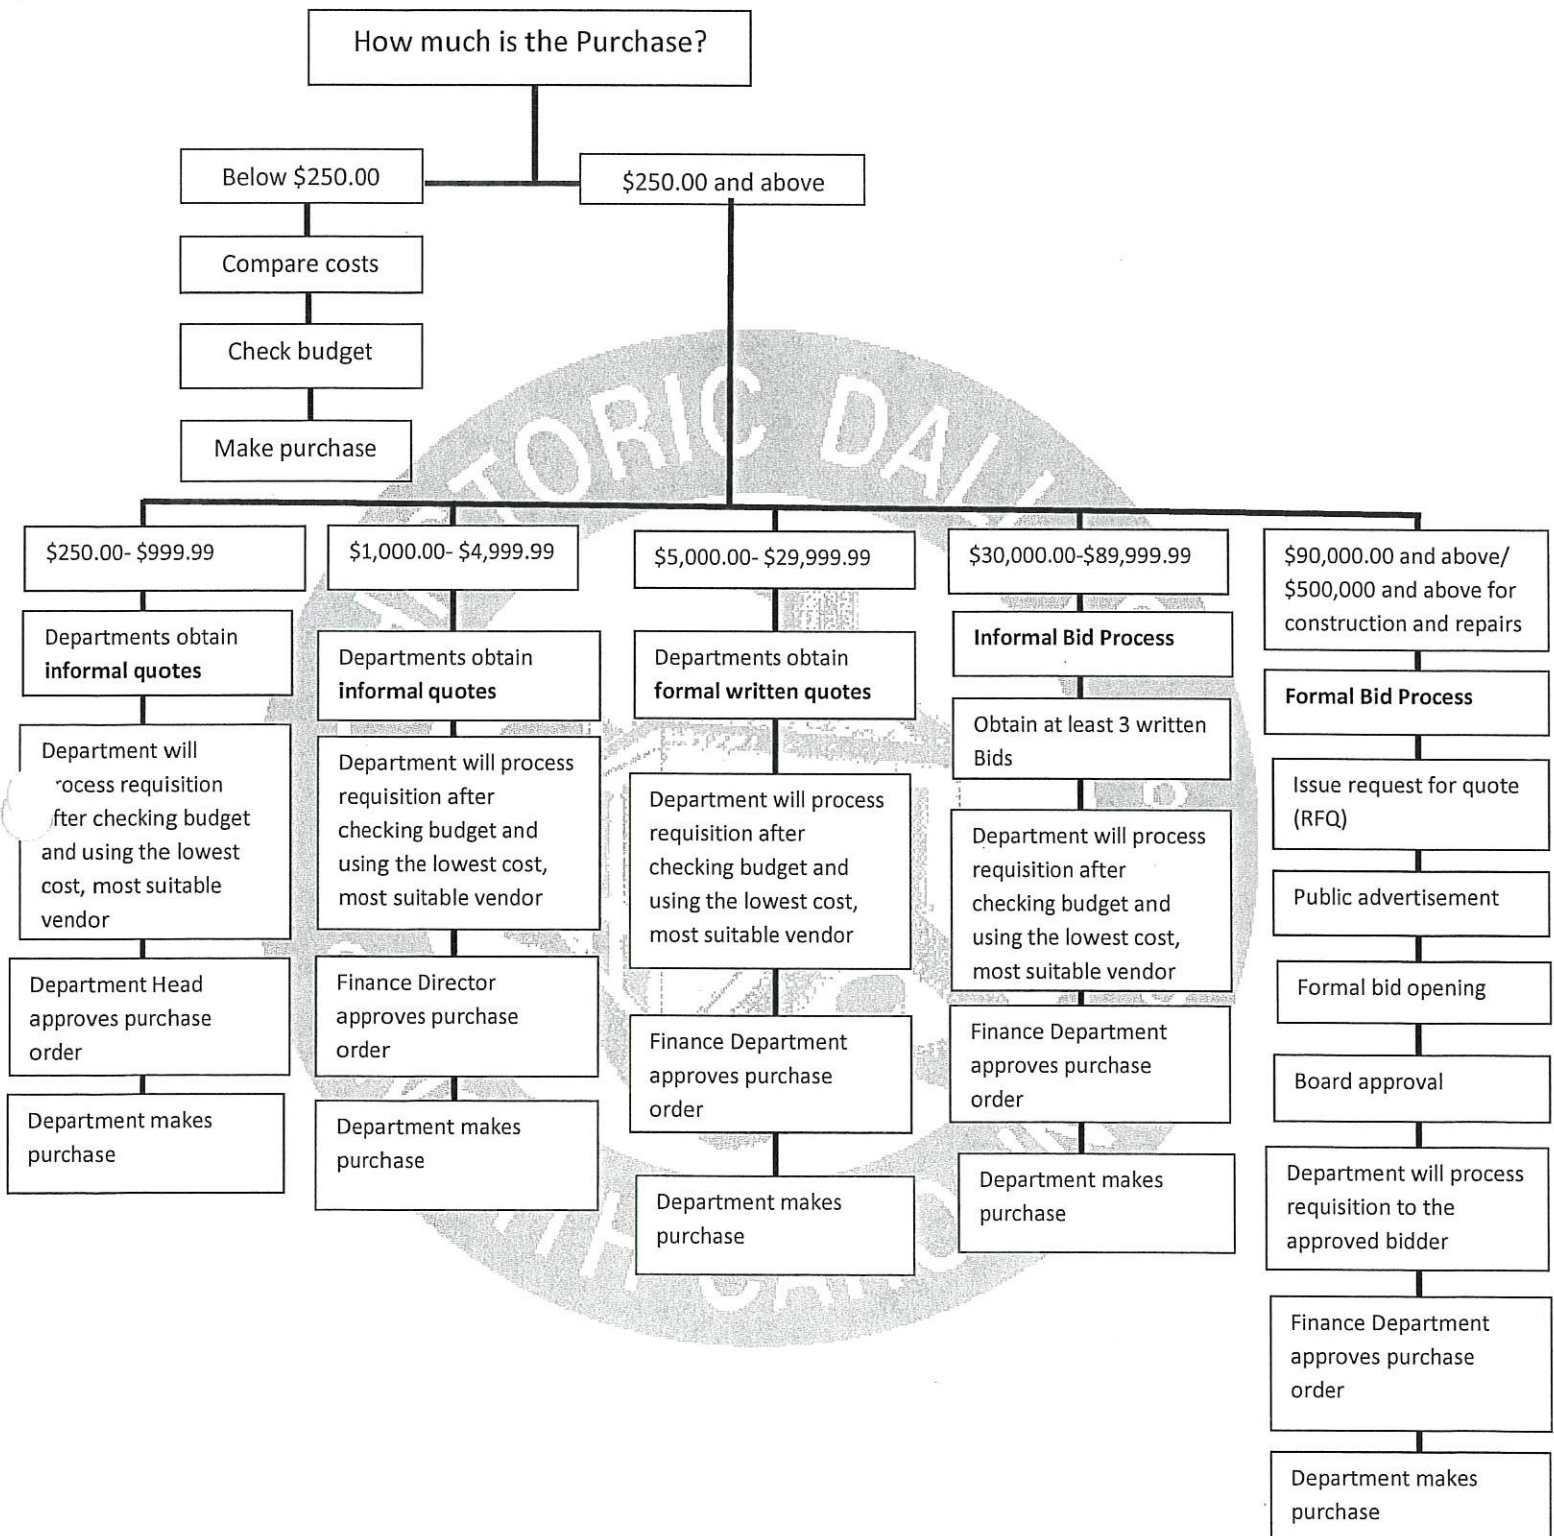 How much is the Purchase?
Below $250.00
$250.00 and above
Compare costs
Check budget
Make purchase
$250.00- $999.99
Departments obtain
informal quotes
Department will
rocess requisition
fter checking budget
and using the lowest
cost, most suitable
vendor
Department Head
approves purchase
order
Department makes
purchase
$1,000.00- $4,999.99
Departments obtain
informal quotes
Department will process
requisition after
checking budget and
using the lowest cost,
most suitable vendor
Finance Director
approves purchase
order
Department makes
purchase
$5,000.00- $29,999.99
Departments obtain
formal written quotes
Department will process
requisition after
checking budget and
using the lowest cost,
most suitable vendor
Finance Department
approves purchase
order
Department makes
purchase
$30,000.00-$89,999.99
Informal Bid Process
Obtain at least 3 written
Bids
Department will process
requisition after
checking budget and
using the lowest cost,
most suitable vendor
Finance Department
approves purchase
order
Department makes
purchase
$90,000.00 and above/
$500,000 and above for
construction and repairs
Formal Bid Process
Issue request for quote
(RFQ)
Public advertisement
Formal bid opening
Board approval
Department will process
requisition to the
approved bidder
Finance Department
approves purchase
order
Department makes
purchase